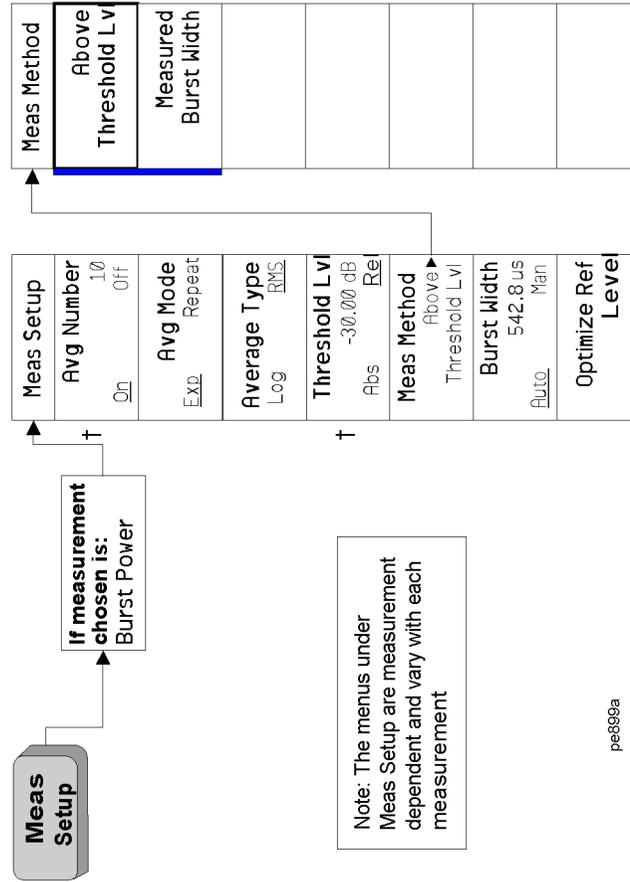 Meas
Setup
If measurement
chosen is:
Burst Power
Meas Setup
†
Avg Number
10
On Off
Avg Mode
Exp Repeat
Average Type
Log RMS
†
Threshold Lvl
-30.00 dB
Abs Rel
Meas Method
Above
Threshold Lvl
Burst Width
542.8 us
Auto Man
Optimize Ref
Level
Meas Method
Above
Threshold Lvl
Measured
Burst Width
Note: The menus under
Meas Setup are measurement
dependent and vary with each
measurement
pe899a